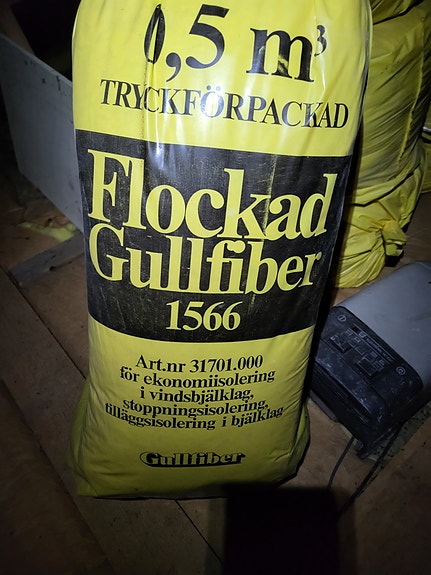 0,5 m³
TRYCKFÖRPACKAD
Flockad
Gullfiber
1566
Art.nr 31701.000
för ekonomiisolering
i vindsbjälklag,
stoppningsisolering,
tilläggsisolering i bjälklag
Gullfiber